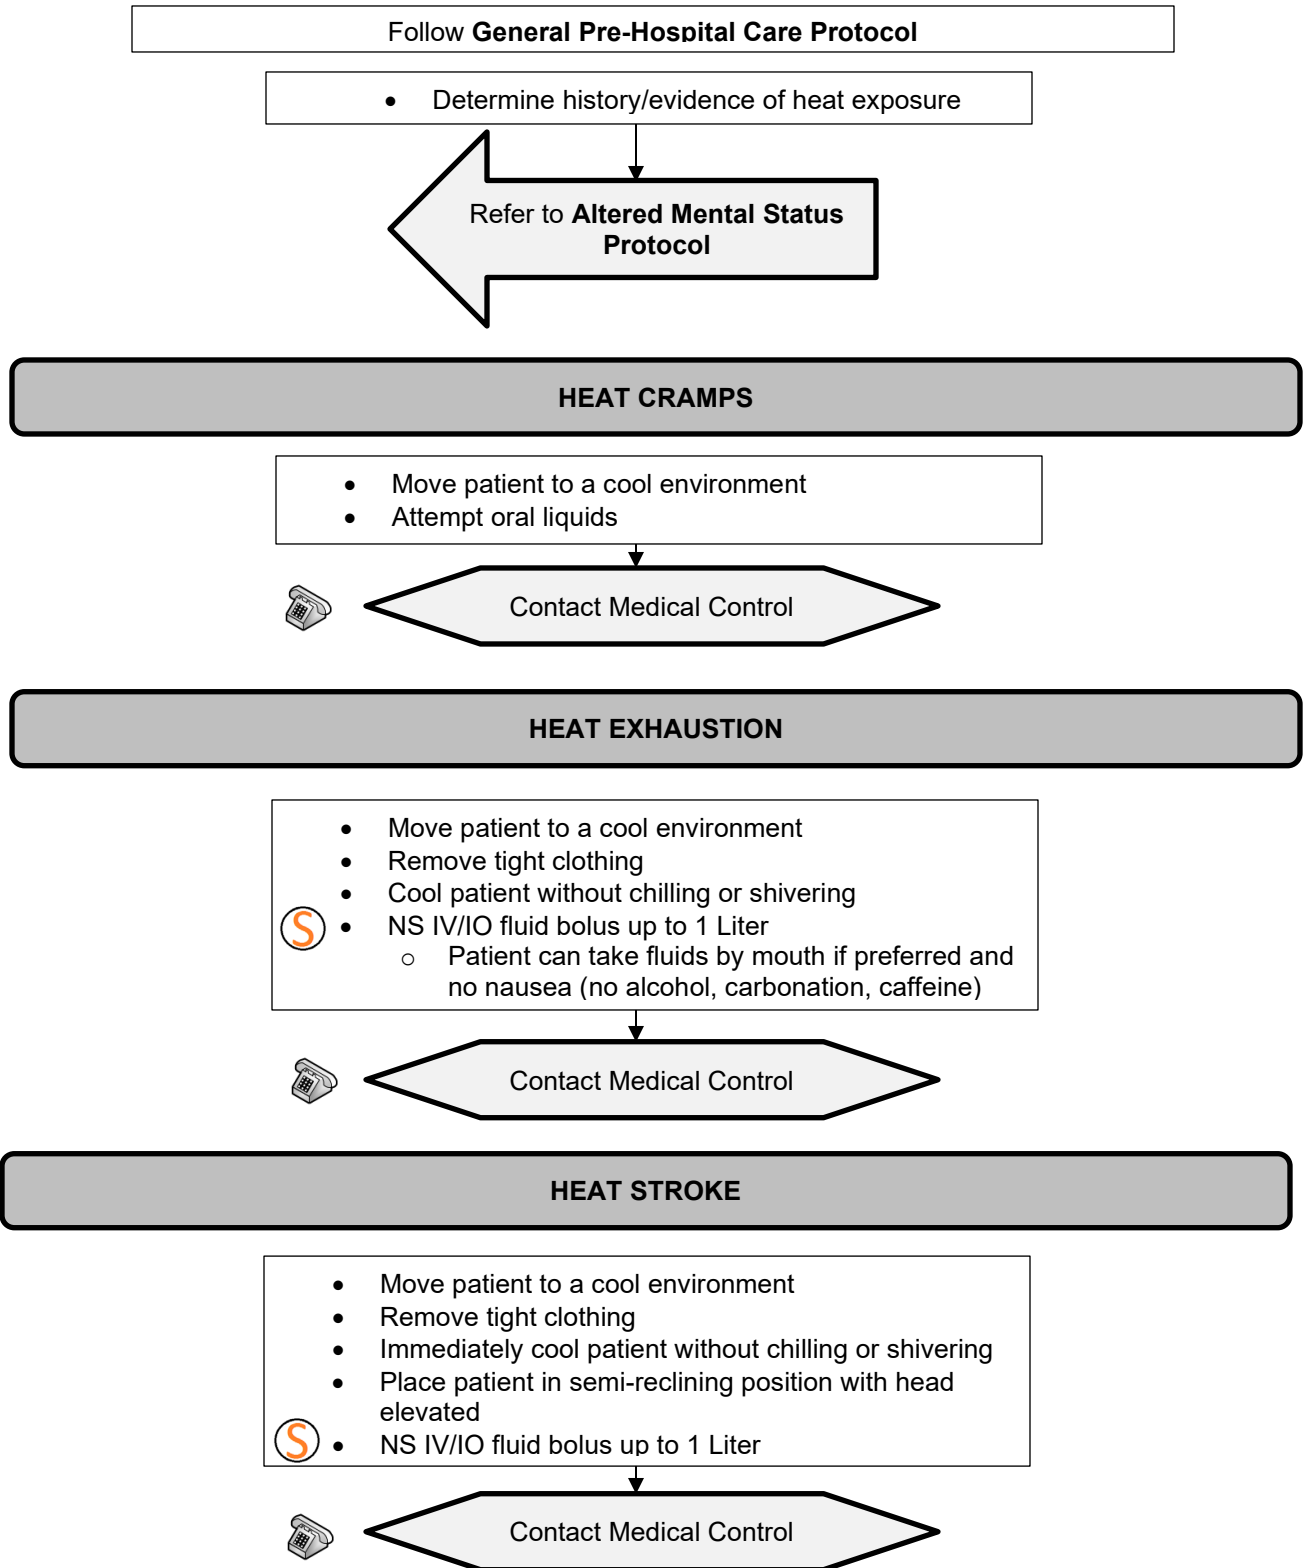 Follow General Pre-Hospital Care Protocol
• Determine history/evidence of heat exposure
Refer to Altered Mental Status
Protocol
HEAT CRAMPS
• Move patient to a cool environment
• Attempt oral liquids
Contact Medical Control
HEAT EXHAUSTION
• Move patient to a cool environment
• Remove tight clothing
• Cool patient without chilling or shivering
S • NS IV/IO fluid bolus up to 1 Liter
o Patient can take fluids by mouth if preferred and
no nausea (no alcohol, carbonation, caffeine)
Contact Medical Control
HEAT STROKE
• Move patient to a cool environment
• Remove tight clothing
• Immediately cool patient without chilling or shivering
• Place patient in semi-reclining position with head
elevated
S • NS IV/IO fluid bolus up to 1 Liter
Contact Medical Control